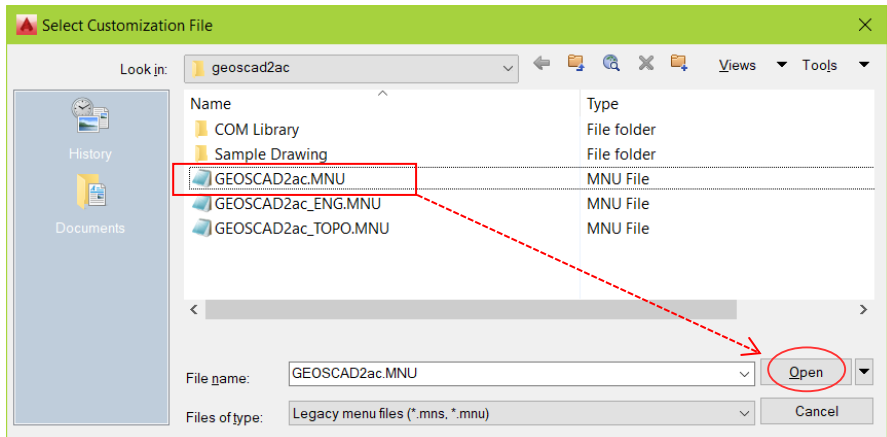 Select Customization File
Look in: geoscad2ac Views Tools
Name Type
COM Library File folder
Sample Drawing File folder
GEOSCAD2ac.MNU MNU File
GEOSCAD2ac_ENG.MNU MNU File
GEOSCAD2ac_TOPO.MNU MNU File
History
Documents
File name: GEOSCAD2ac.MNU Open
Files of type: Legacy menu files (*.mns, *.mnu) Cancel